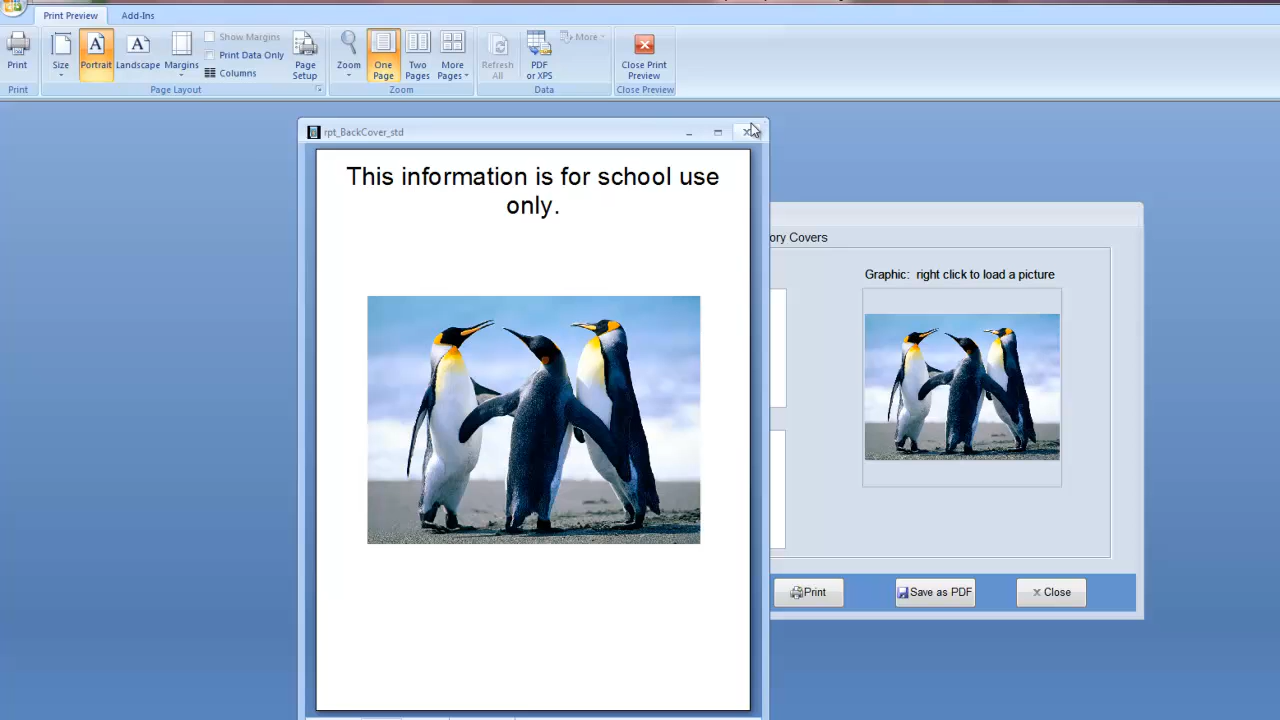 Print Preview
Add-Ins
Print
Size
Portrait
Landscape
Margins
Show Margins
Print Data Only
Columns
Page
Setup
Zoom
One
Page
Two
Pages
More
Pages
Refresh
All
PDF
or XPS
More
Close Print
Preview
Print
Page Layout
Zoom
Data
Close Preview
rpt_BackCover_std
This information is for school use
only.
ory Covers
Graphic: right click to load a picture
Print
Save as PDF
Close